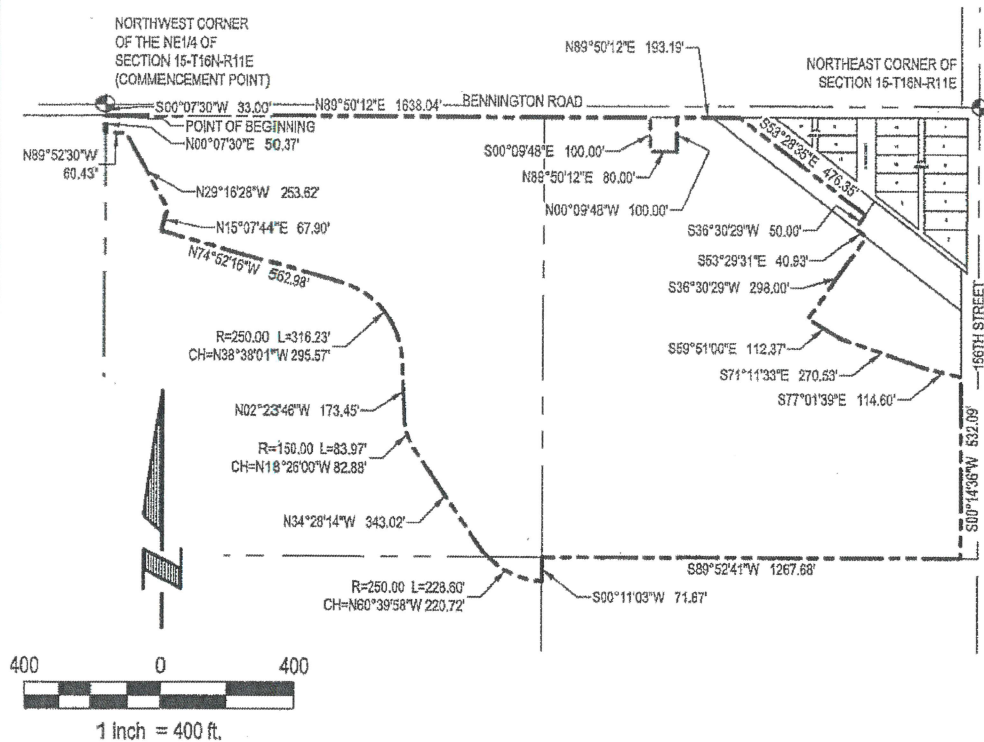 NORTHWEST CORNER
OF THE NE1/4 OF
SECTION 15-T16N-R11E
(COMMENCEMENT POINT)
N89°50'12"E 193.19'
NORTHEAST CORNER OF
SECTION 15-T16N-R11E
S00°07'30"W 33.00'
N89°50'12"E 1638.04'
BENNINGTON ROAD
POINT OF BEGINNING
N00°07'30"E 50.37'
N89°52'30"W
60.43'
S00°09'48"E 100.00'
N89°50'12"E 80.00'
N00°09'48"W 100.00'
S53°28'35"E 476.35'
N29°16'28"W 253.62'
N15°07'44"E 67.90'
N74°52'16"W 562.98'
S36°30'29"W 50.00'
S53°29'31"E 40.93'
S36°30'29"W 298.00'
156TH STREET
R=250.00 L=316.23'
CH=N38°38'01"W 295.57'
S59°51'00"E 112.37'
S71°11'33"E 270.53'
S77°01'39"E 114.60'
N02°23'46"W 173.45'
R=150.00 L=83.97'
CH=N18°26'00"W 82.88'
S00°14'36"W 532.09'
N34°28'14"W 343.02'
S89°52'41"W 1267.68'
R=250.00 L=228.60'
CH=N60°39'58"W 220.72'
S00°11'03"W 71.67'
400 0 400
1 inch = 400 ft.